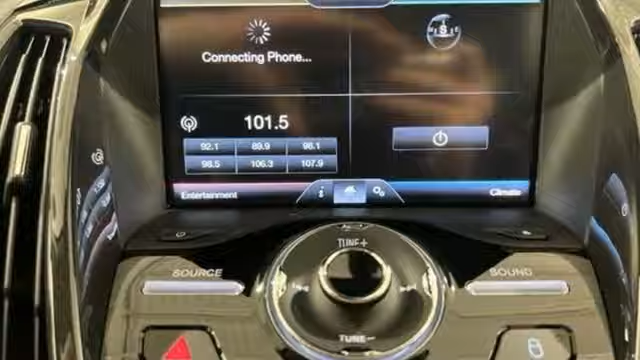 S
Connecting Phone...
101.5
92.1 89.9 98.1
98.5 106.3 107.9
Entertainment
i
Climate
TUNE+
SOURCE
SOUND
TUNE-